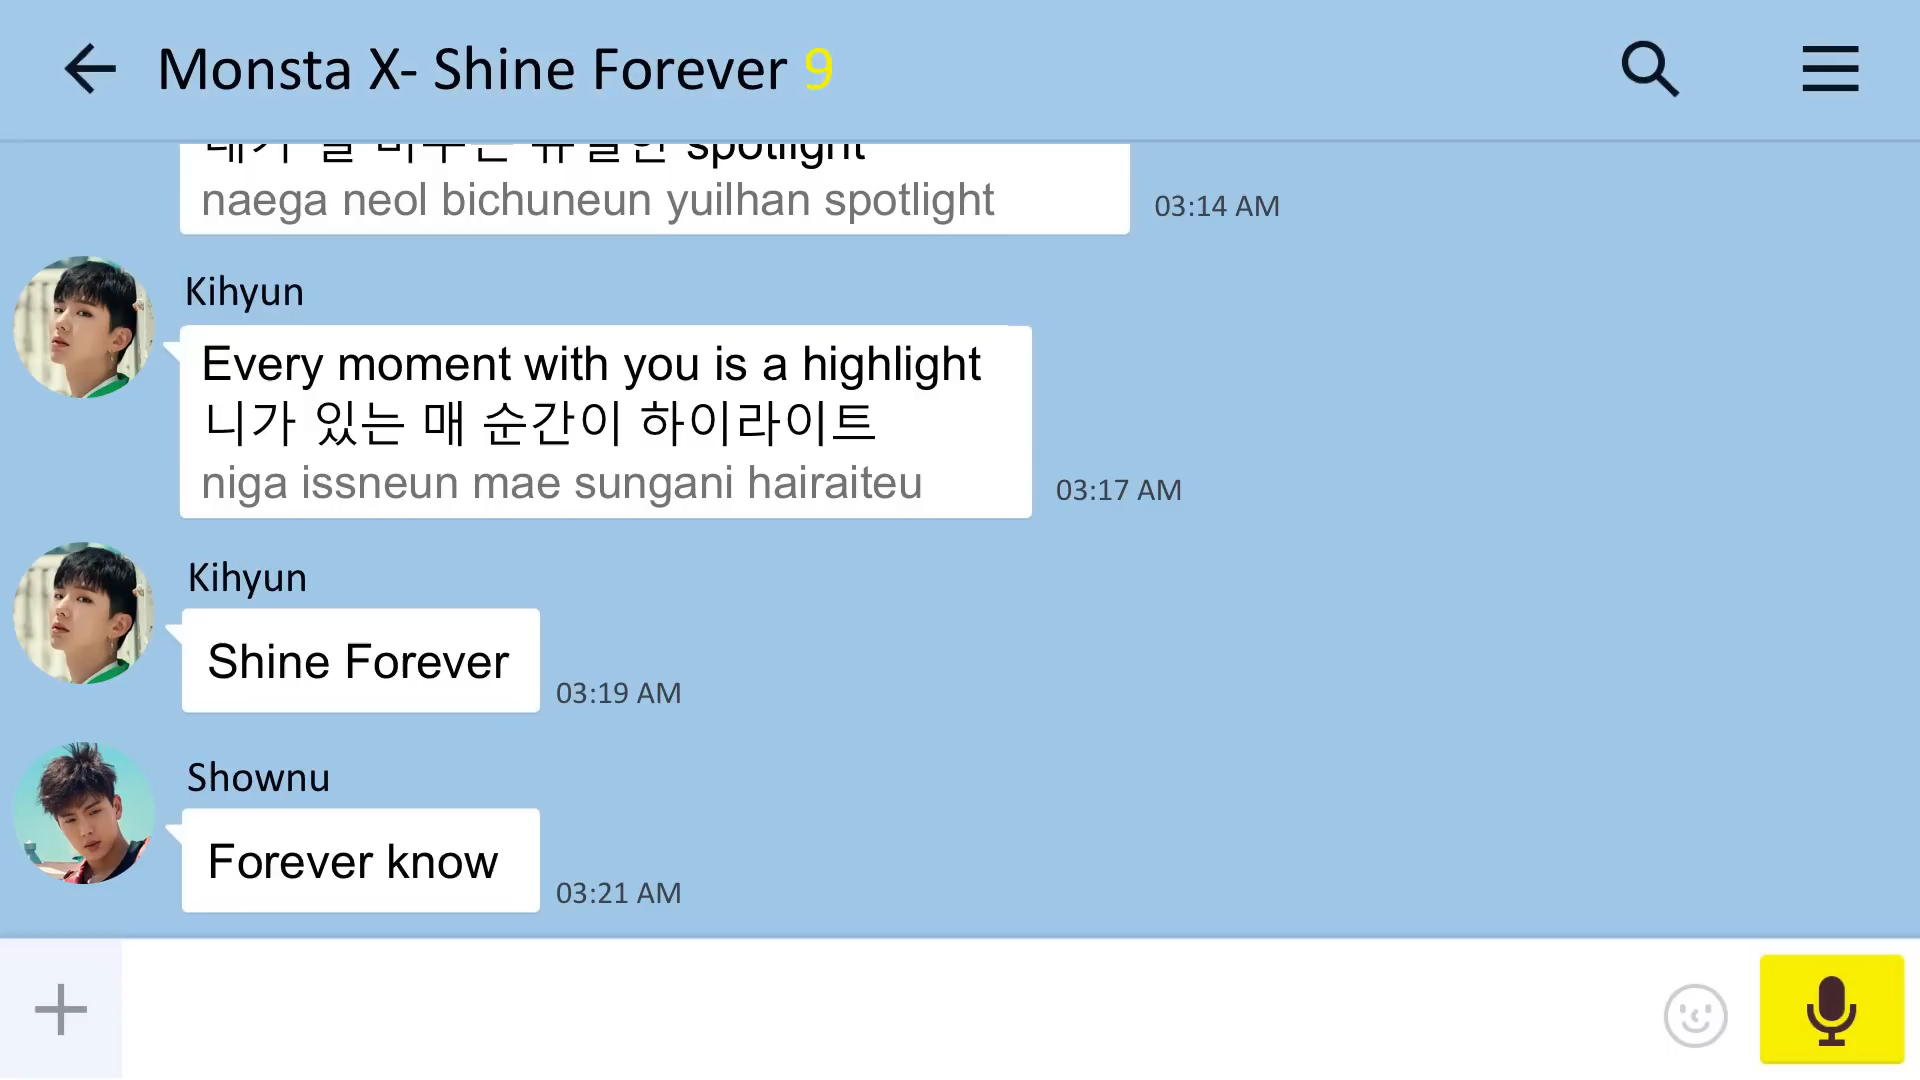 Monsta X- Shine Forever 9
spotlight
naega neol bichuneun yuilhan spotlight
03:14 AM
Kihyun
Every moment with you is a highlight
니가 있는 매 순간이 하이라이트
niga issneun mae sungani hairaiteu
03:17 AM
Kihyun
Shine Forever
03:19 AM
Shownu
Forever know
03:21 AM